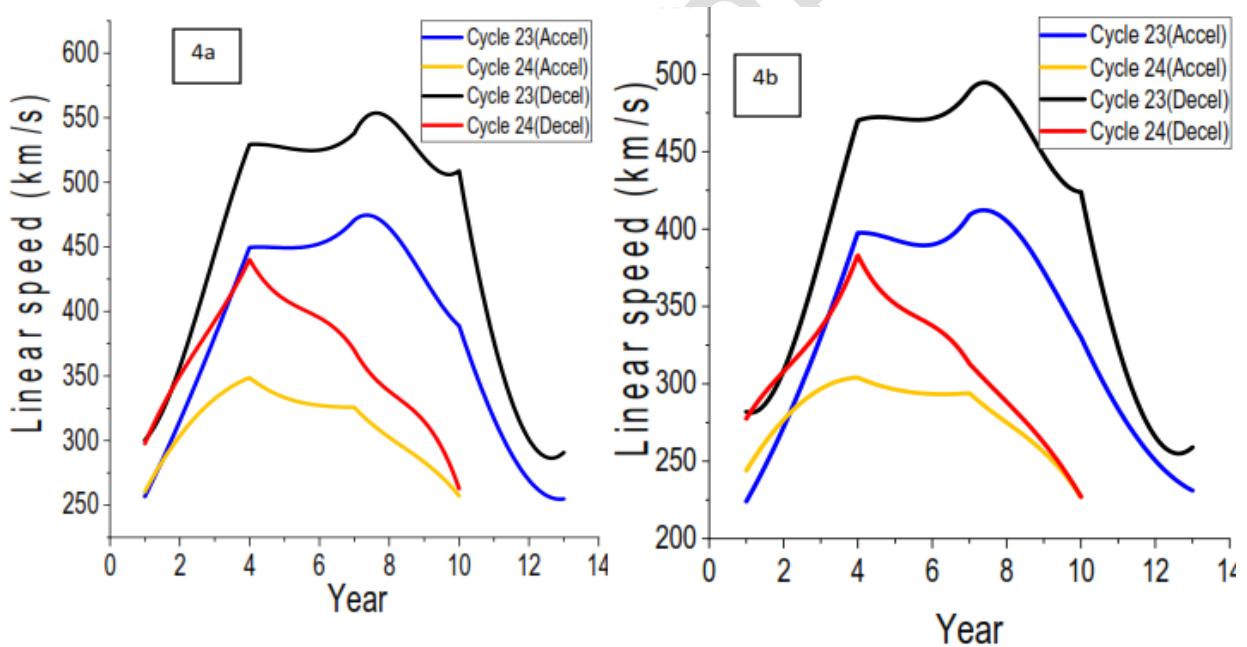 4a
Cycle 23(Accel)
Cycle 24(Accel)
Cycle 23(Decel)
Cycle 24(Decel)
Linear speed (km/s)
600
550
500
450
400
350
300
250
0 2 4 6 8 10 12 14
Year
4b
Cycle 23(Accel)
Cycle 24(Accel)
Cycle 23(Decel)
Cycle 24(Decel)
Linear speed (km/s)
500
450
400
350
300
250
200
0 2 4 6 8 10 12 14
Year